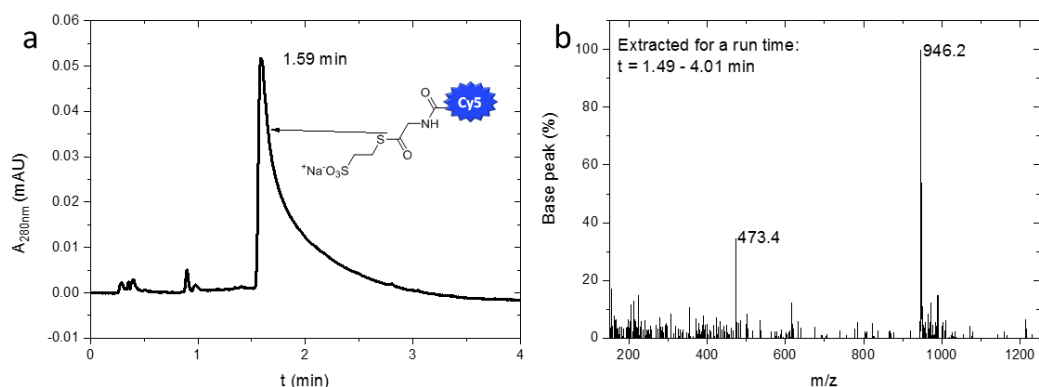 a
0.06
0.05
0.04
0.03
0.02
0.01
0.00
-0.01
A280nm (mAU)
0 1 2 3 4
t (min)
1.59 min
O
Cy5
NH
S
O
+Na-O3S
b
Extracted for a run time:
t = 1.49 - 4.01 min
946.2
473.4
100
80
60
40
20
0
Base peak (%)
200 400 600 800 1000 1200
m/z